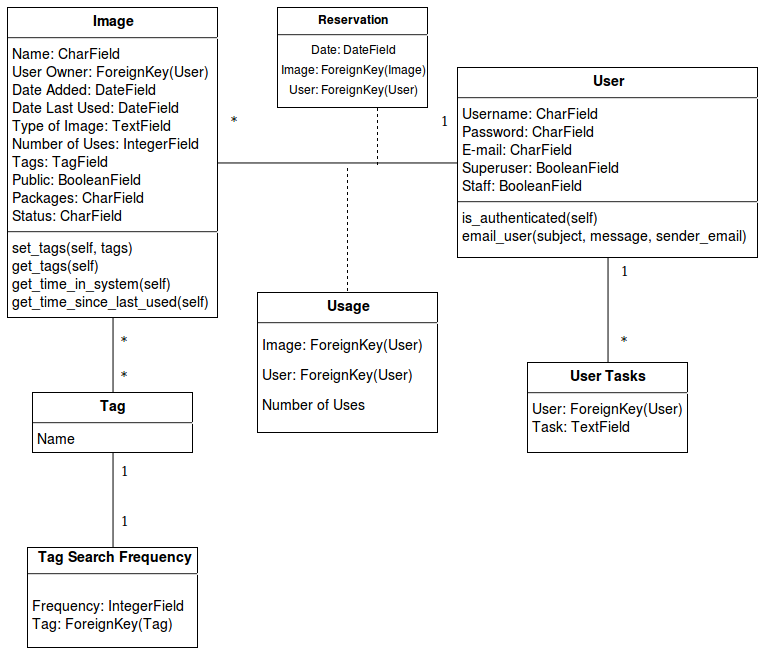 Image
Name: CharField
User Owner: ForeignKey(User)
Date Added: DateField
Date Last Used: DateField
Type of Image: TextField
Number of Uses: IntegerField
Tags: TagField
Public: BooleanField
Packages: CharField
Status: CharField
set_tags(self, tags)
get_tags(self)
get_time_in_system(self)
get_time_since_last_used(self)
Reservation
Date: DateField
Image: ForeignKey(Image)
User: ForeignKey(User)
*
1
User
Username: CharField
Password: CharField
E-mail: CharField
Superuser: BooleanField
Staff: BooleanField
is_authenticated(self)
email_user(subject, message, sender_email)
1
*
Usage
Image: ForeignKey(User)
User: ForeignKey(User)
Number of Uses
User Tasks
User: ForeignKey(User)
Task: TextField
*
*
Tag
Name
1
1
Tag Search Frequency
Frequency: IntegerField
Tag: ForeignKey(Tag)